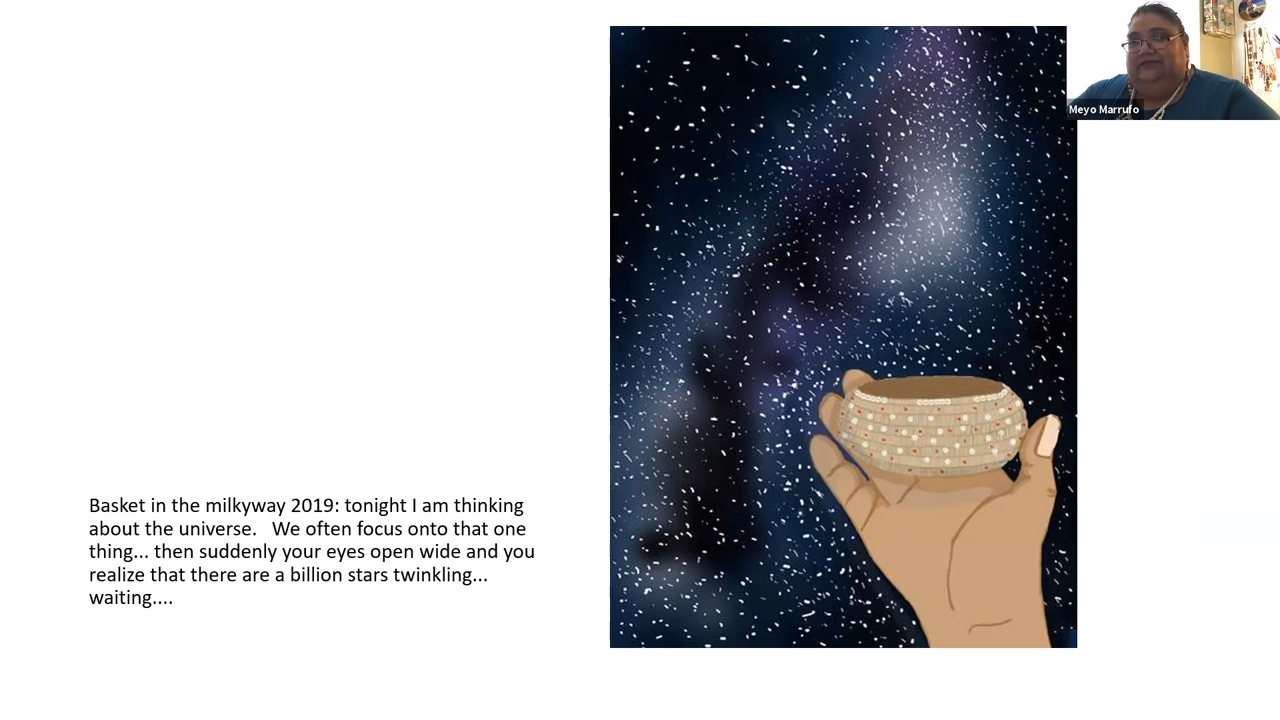 Meyo Marrufo
Basket in the milkyway 2019: tonight I am thinking
about the universe.   We often focus onto that one
thing... then suddenly your eyes open wide and you
realize that there are a billion stars twinkling...
waiting....